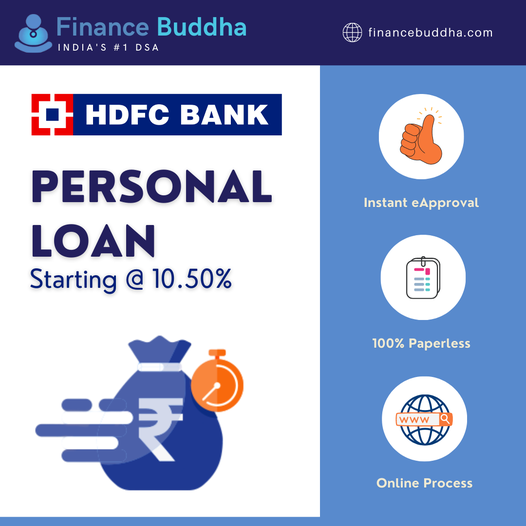 Finance Buddha
INDIA'S #1 DSA
financebuddha.com
HDFC BANK
PERSONAL
LOAN
Starting @ 10.50%
₹
Instant eApproval
100% Paperless
WWW
Online Process